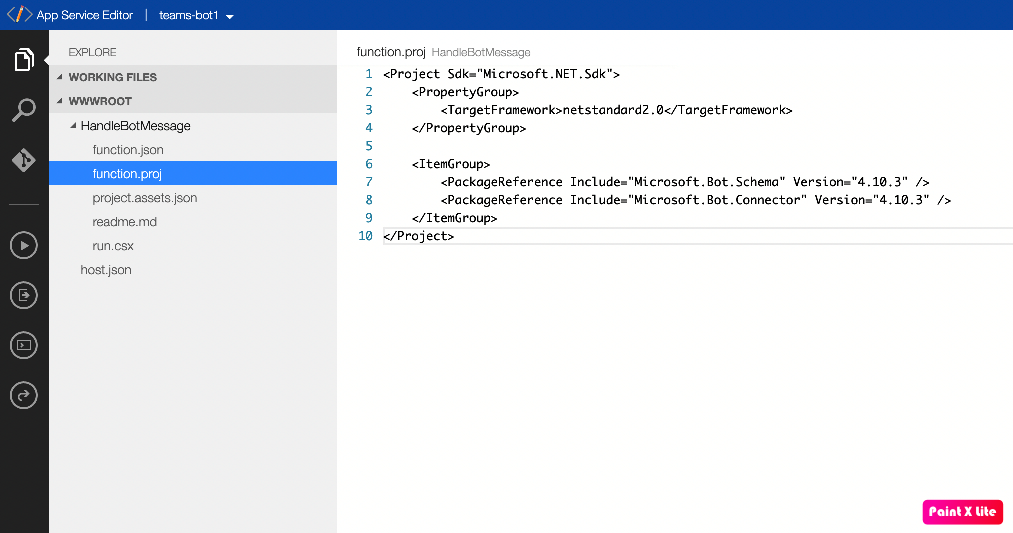 App Service Editor | teams-bot1
EXPLORE
WORKING FILES
WWWROOT
HandleBotMessage
function.json
function.proj
project.assets.json
readme.md
run.csx
host.json
function.proj HandleBotMessage
1 <Project Sdk="Microsoft.NET.Sdk">
2     <PropertyGroup>
3         <TargetFramework>netstandard2.0</TargetFramework>
4     </PropertyGroup>
5
6     <ItemGroup>
7         <PackageReference Include="Microsoft.Bot.Schema" Version="4.10.3" />
8         <PackageReference Include="Microsoft.Bot.Connector" Version="4.10.3" />
9     </ItemGroup>
10 </Project>
Paint X lite